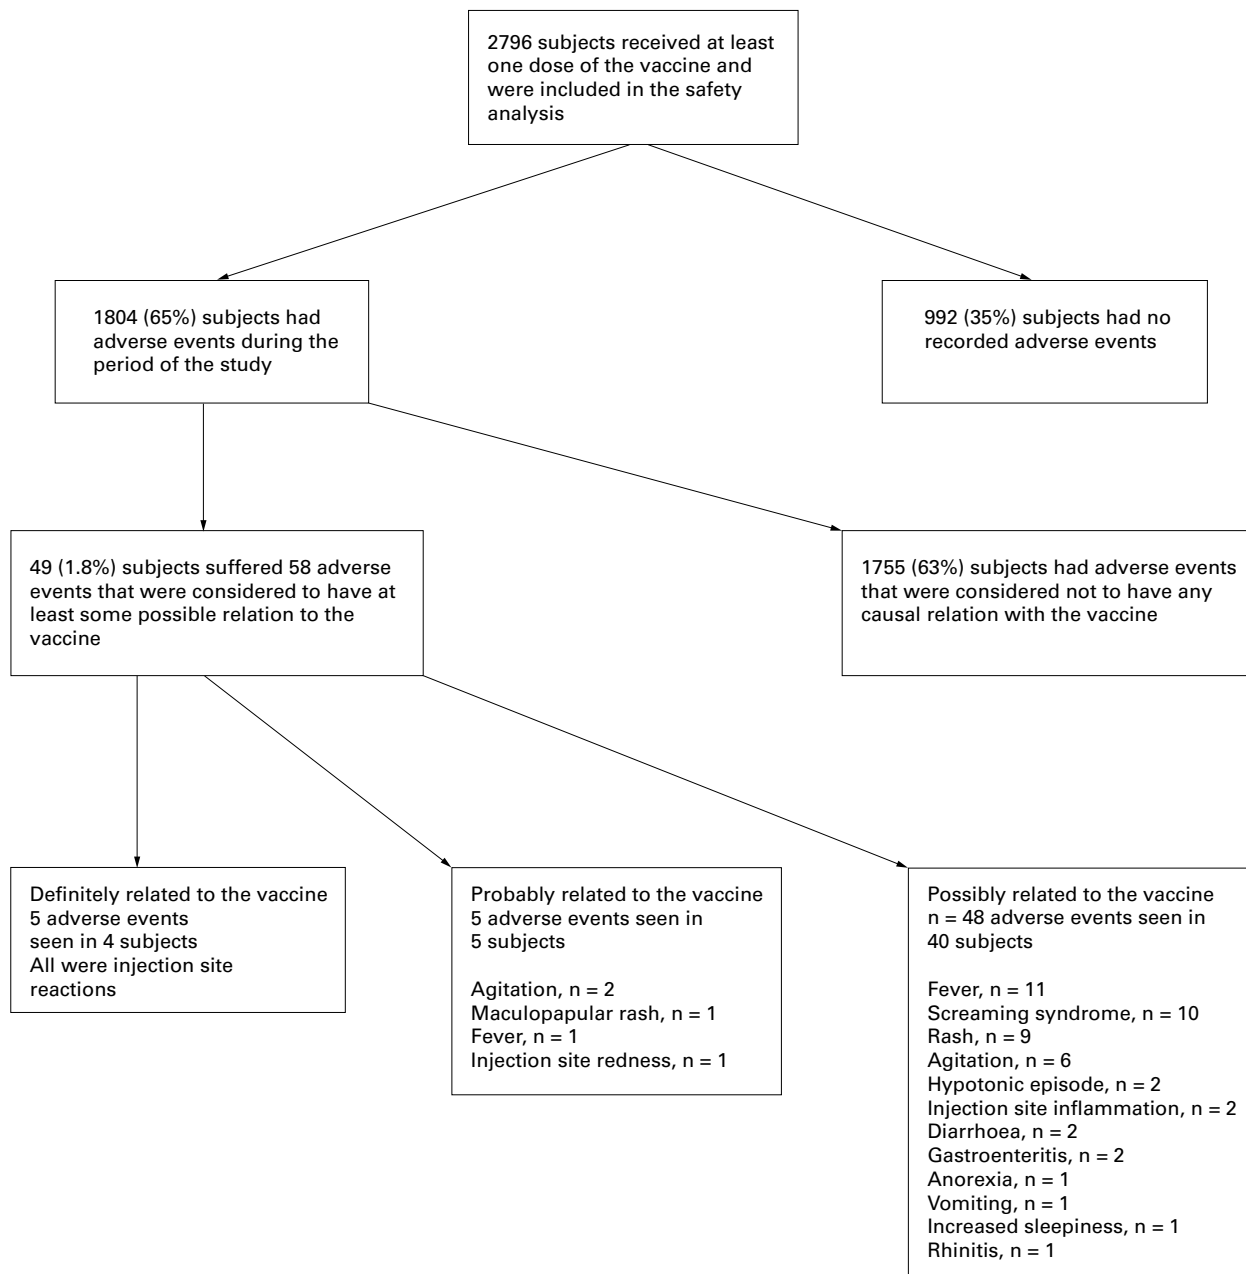 2796 subjects received at least
one dose of the vaccine and
were included in the safety
analysis
1804 (65%) subjects had
adverse events during the
period of the study
992 (35%) subjects had no
recorded adverse events
49 (1.8%) subjects suffered 58 adverse
events that were considered to have at
least some possible relation to the
vaccine
1755 (63%) subjects had adverse events
that were considered not to have any
causal relation with the vaccine
Definitely related to the vaccine
5 adverse events
seen in 4 subjects
All were injection site
reactions
Probably related to the vaccine
5 adverse events seen in
5 subjects
Agitation, n = 2
Maculopapular rash, n = 1
Fever, n = 1
Injection site redness, n = 1
Possibly related to the vaccine
n = 48 adverse events seen in
40 subjects
Fever, n = 11
Screaming syndrome, n = 10
Rash, n = 9
Agitation, n = 6
Hypotonic episode, n = 2
Injection site inflammation, n = 2
Diarrhoea, n = 2
Gastroenteritis, n = 2
Anorexia, n = 1
Vomiting, n = 1
Increased sleepiness, n = 1
Rhinitis, n = 1